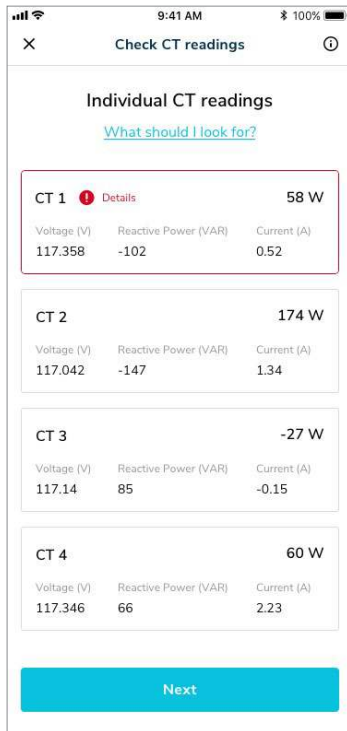 9:41 AM 100%
Check CT readings
Individual CT readings
What should I look for?
CT 1 ! Details 58 W
Voltage (V) Reactive Power (VAR) Current (A)
117.358 -102 0.52
CT 2 174 W
Voltage (V) Reactive Power (VAR) Current (A)
117.042 -147 1.34
CT 3 -27 W
Voltage (V) Reactive Power (VAR) Current (A)
117.14 85 -0.15
CT 4 60 W
Voltage (V) Reactive Power (VAR) Current (A)
117.346 66 2.23
Next